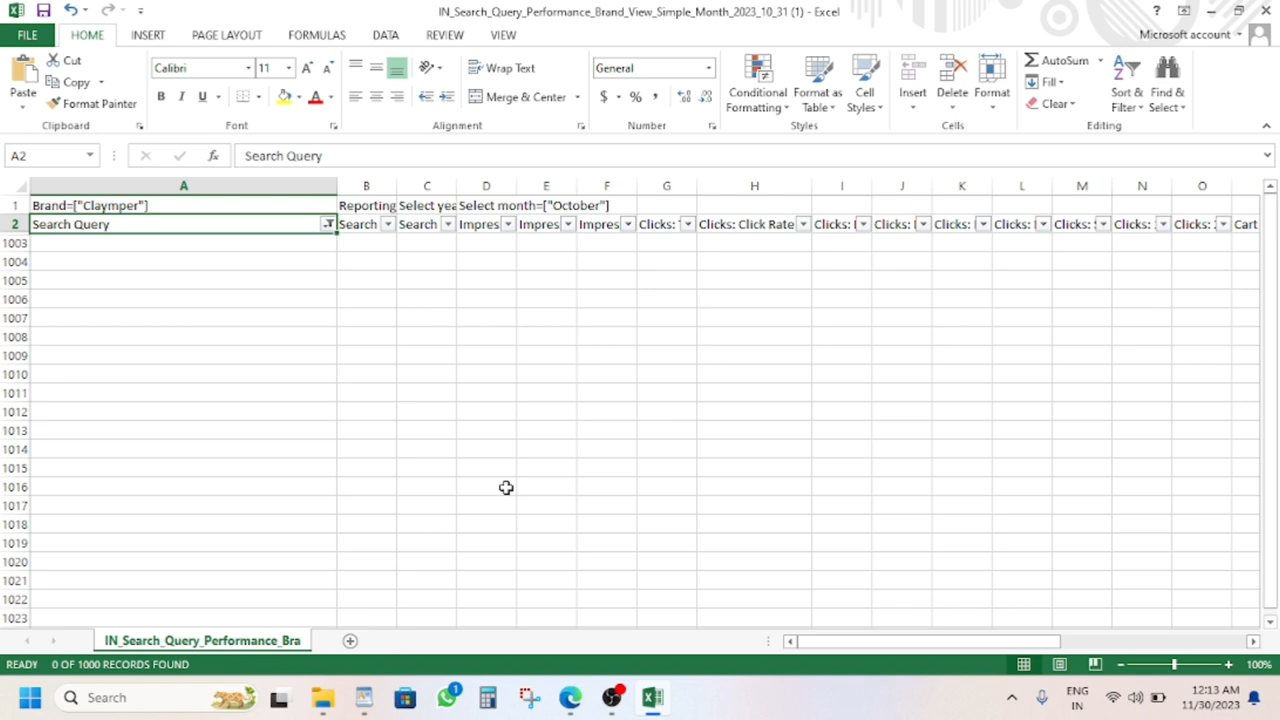 IN_Search_Query_Performance_Brand_View_Simple_Month_2023_10_31 (1) - Excel
FILE HOME INSERT PAGE LAYOUT FORMULAS DATA REVIEW VIEW Microsoft account
Paste
Cut
Copy
Format Painter
Clipboard
Calibri 11
B I U
Font
Wrap Text
Merge & Center
Alignment
General
$ % ,
Number
Conditional Formatting
Format as Table
Cell Styles
Styles
Insert
Delete
Format
Cells
AutoSum
Fill
Clear
Sort & Filter
Find & Select
Editing
A2 fx Search Query
A B C D E F G H I J K L M N O
1 Brand=["Claymper"] Reporting Select yea Select month=["October"]
2 Search Query Search Search Impres Impres Impres Clicks: Clicks: Click Rate Clicks: Clicks: Clicks: Clicks: Clicks: Clicks: Clicks: Cart
1003
1004
1005
1006
1007
1008
1009
1010
1011
1012
1013
1014
1015
1016
1017
1018
1019
1020
1021
1022
1023
IN_Search_Query_Performance_Bra
READY 0 OF 1000 RECORDS FOUND 100%
Search 1 ENG IN 12:13 AM 11/30/2023